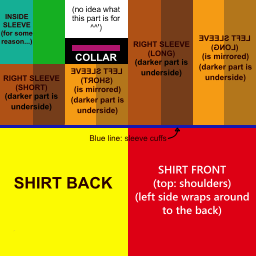 INSIDE
SLEEVE
(for some
reason...)
(no idea what
this part is for
^^')
COLLAR
RIGHT SLEEVE
(SHORT)
(darker part is
underside)
LEFT SLEEVE
(SHORT)
(is mirrored)
(darker part is
underside)
RIGHT SLEEVE
(LONG)
(darker part is
underside)
LEFT SLEEVE
(LONG)
(is mirrored)
(darker part is
underside)
Blue line: sleeve cuffs
SHIRT BACK
SHIRT FRONT
(top: shoulders)
(left side wraps around
to the back)